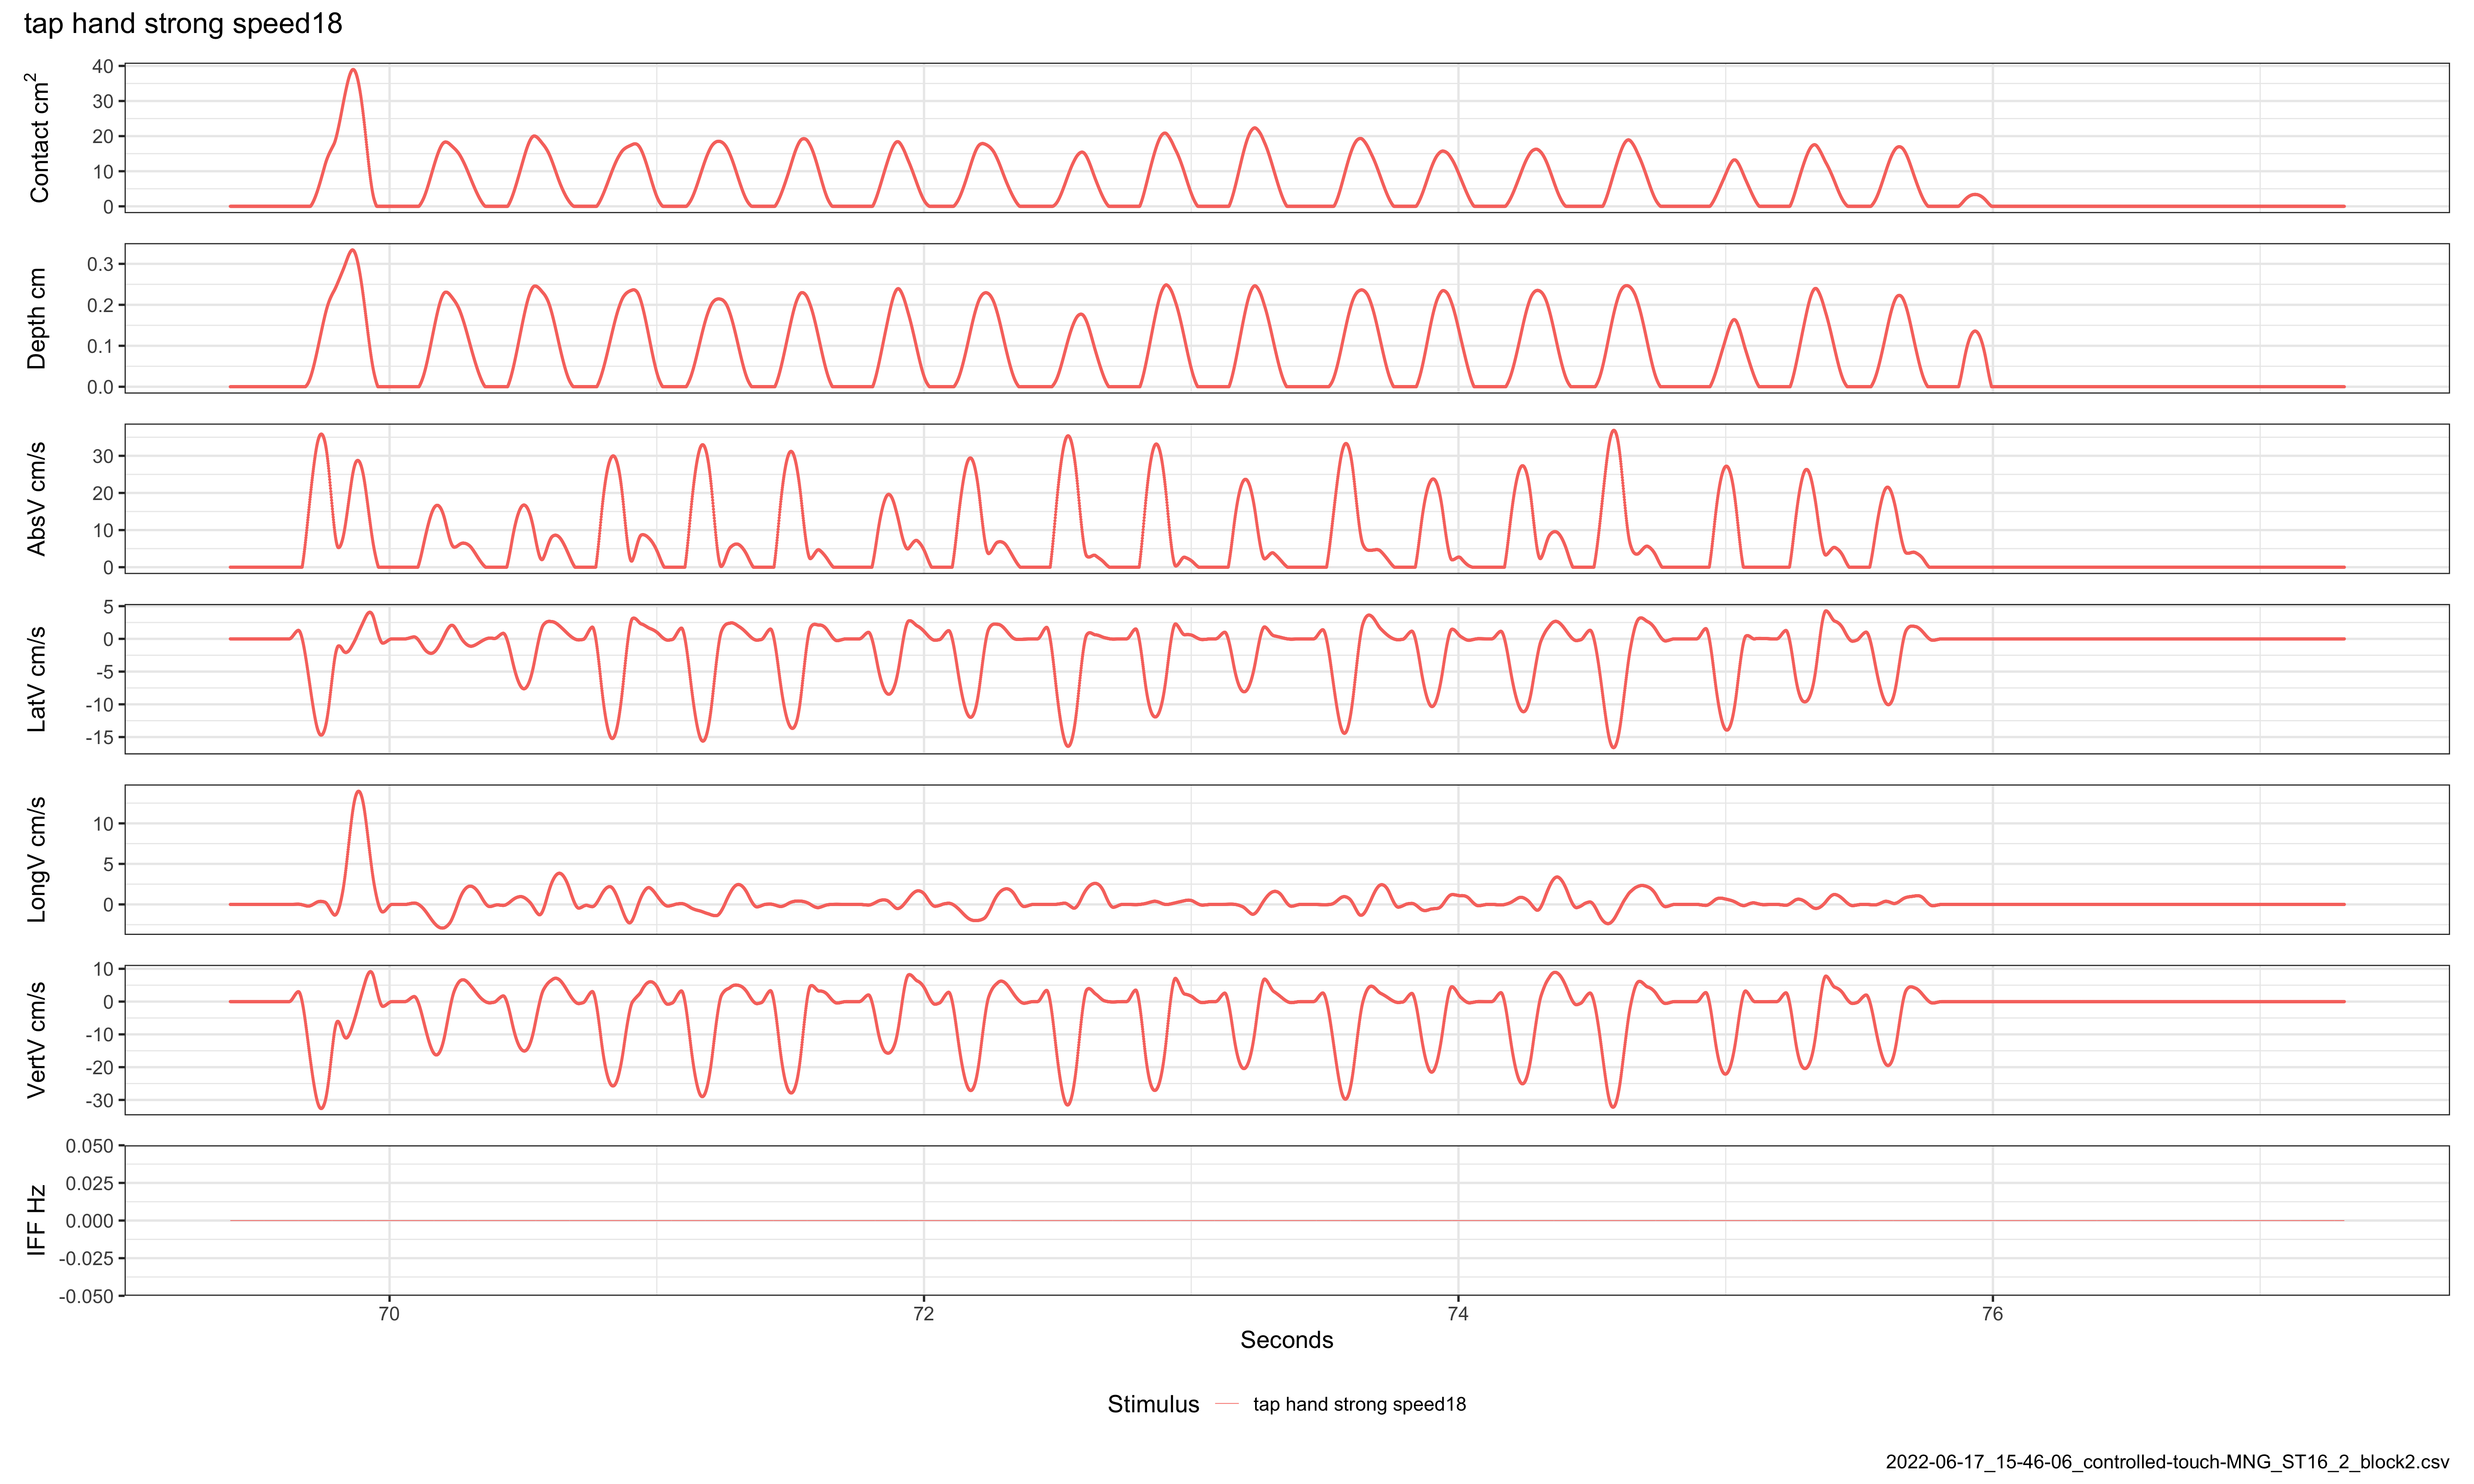 tap hand strong speed18
Contact cm²
40
30
20
10
0
Depth cm
0.3
0.2
0.1
0.0
AbsV cm/s
30
20
10
0
LatV cm/s
5
0
-5
-10
-15
LongV cm/s
10
5
0
VertV cm/s
10
0
-10
-20
-30
IFF Hz
0.050
0.025
0.000
-0.025
-0.050
70 72 74 76
Seconds
Stimulus tap hand strong speed18
2022-06-17_15-46-06_controlled-touch-MNG_ST16_2_block2.csv